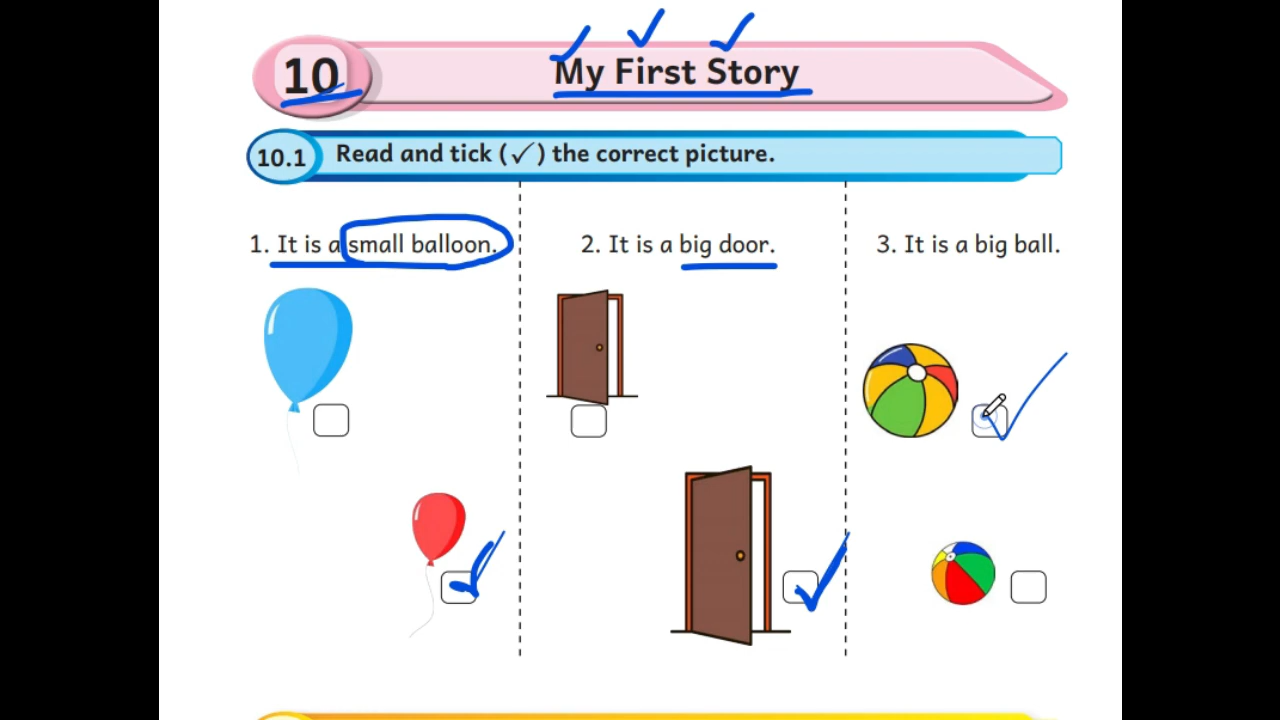 10 My First Story
10.1 Read and tick (✓) the correct picture.
1. It is a small balloon.
2. It is a big door.
3. It is a big ball.